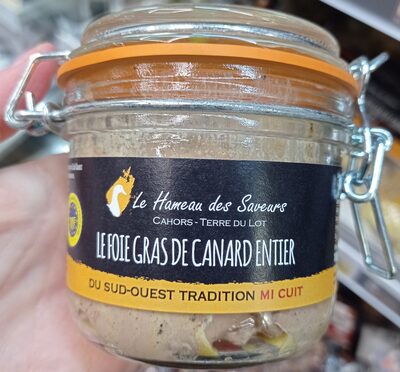 Le Hameau des Saveurs
CAHORS - TERRE DU LOT
LE FOIE GRAS DE CANARD ENTIER
DU SUD-OUEST TRADITION MI CUIT